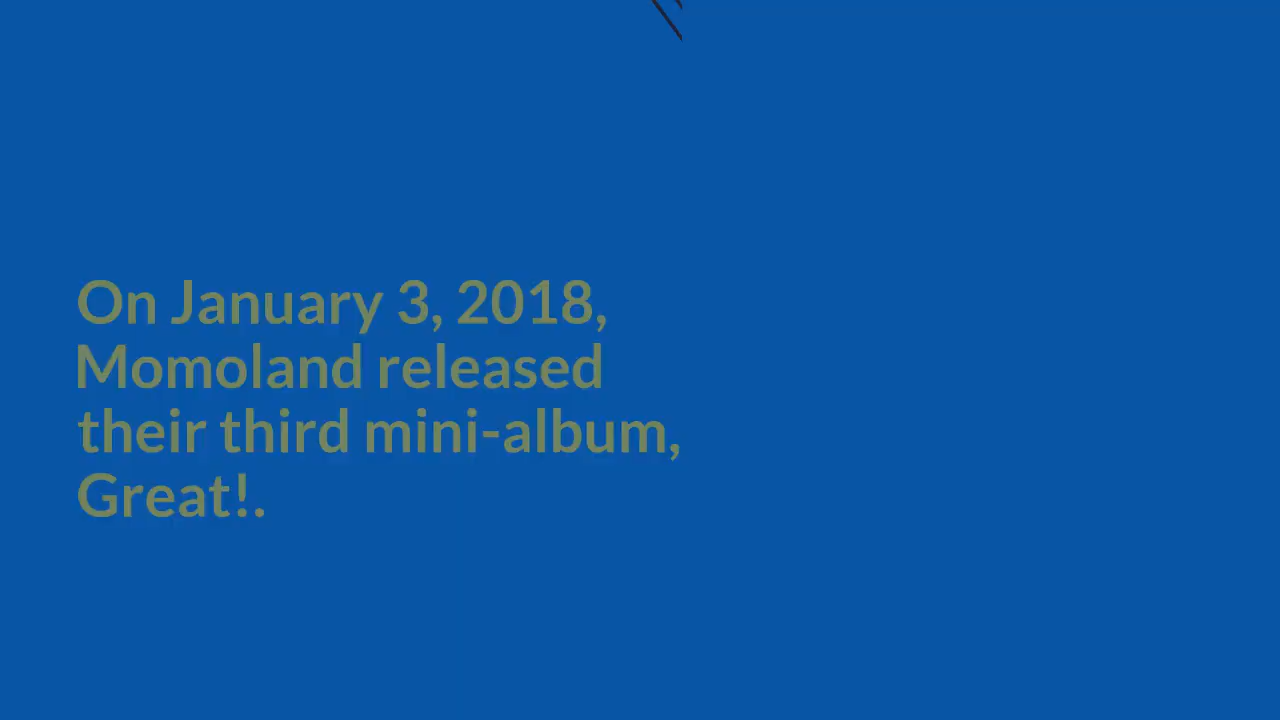 On January 3, 2018,
Momoland released
their third mini-album,
Great!.